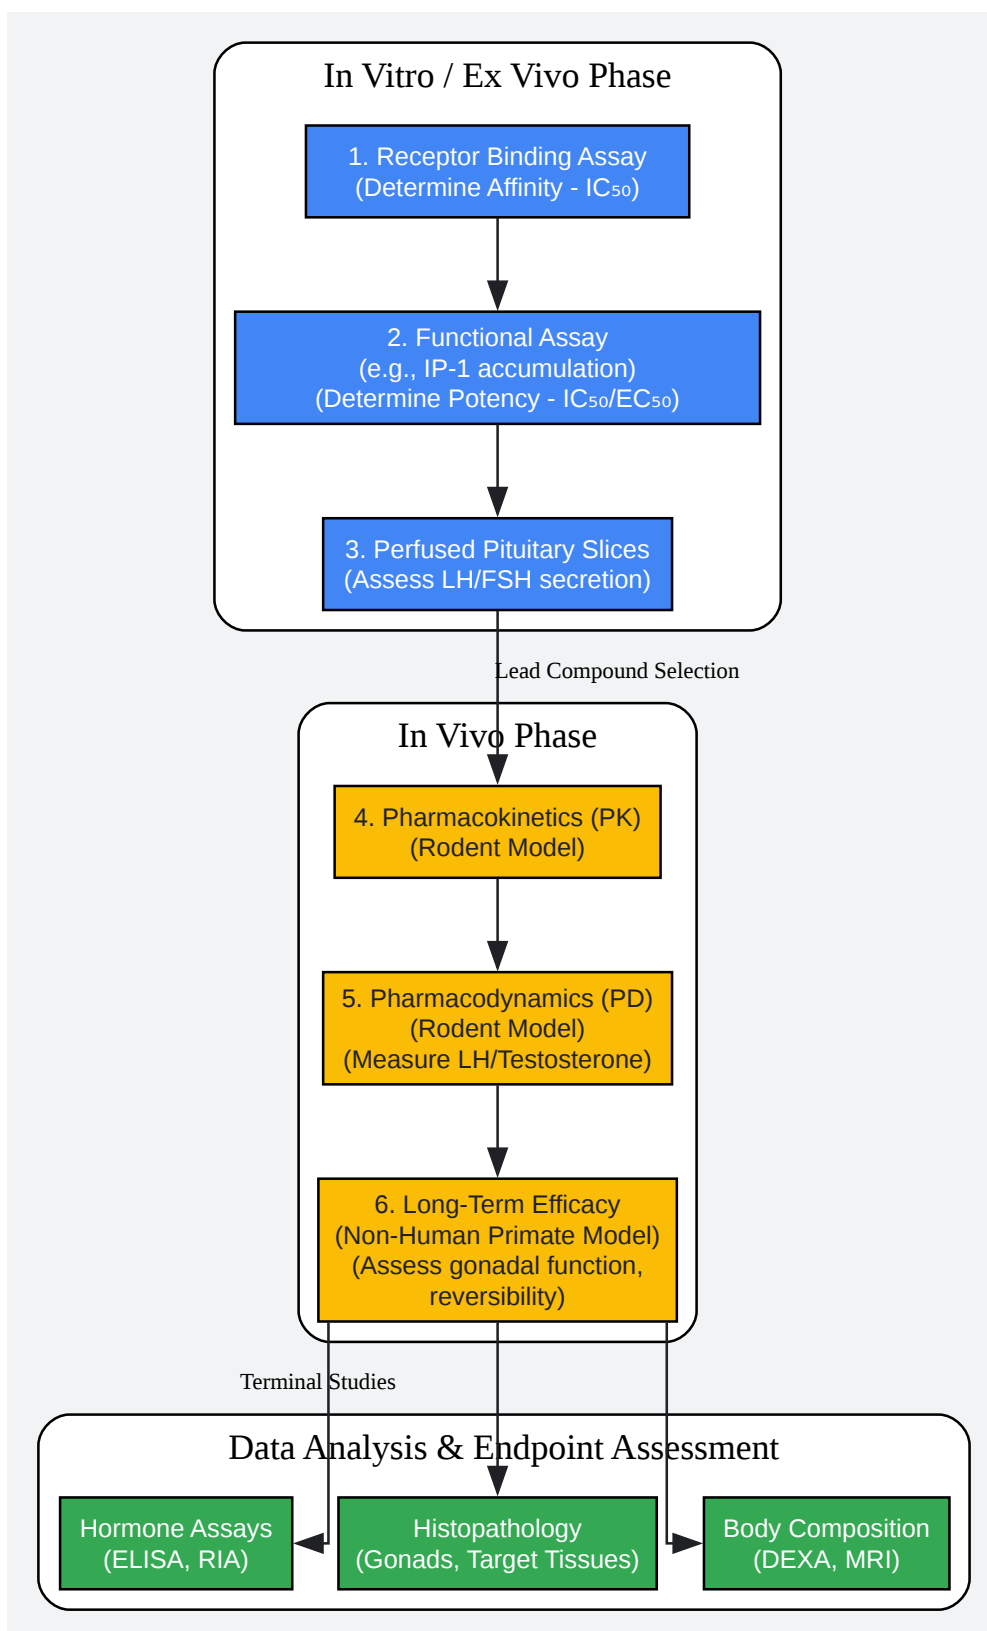 In Vitro / Ex Vivo Phase
1. Receptor Binding Assay
(Determine Affinity - IC₅₀)
2. Functional Assay
(e.g., IP-1 accumulation)
(Determine Potency - IC₅₀/EC₅₀)
3. Perfused Pituitary Slices
(Assess LH/FSH secretion)
Lead Compound Selection
In Vivo Phase
4. Pharmacokinetics (PK)
(Rodent Model)
5. Pharmacodynamics (PD)
(Rodent Model)
(Measure LH/Testosterone)
6. Long-Term Efficacy
(Non-Human Primate Model)
(Assess gonadal function,
reversibility)
Terminal Studies
Data Analysis & Endpoint Assessment
Hormone Assays
(ELISA, RIA)
Histopathology
(Gonads, Target Tissues)
Body Composition
(DEXA, MRI)